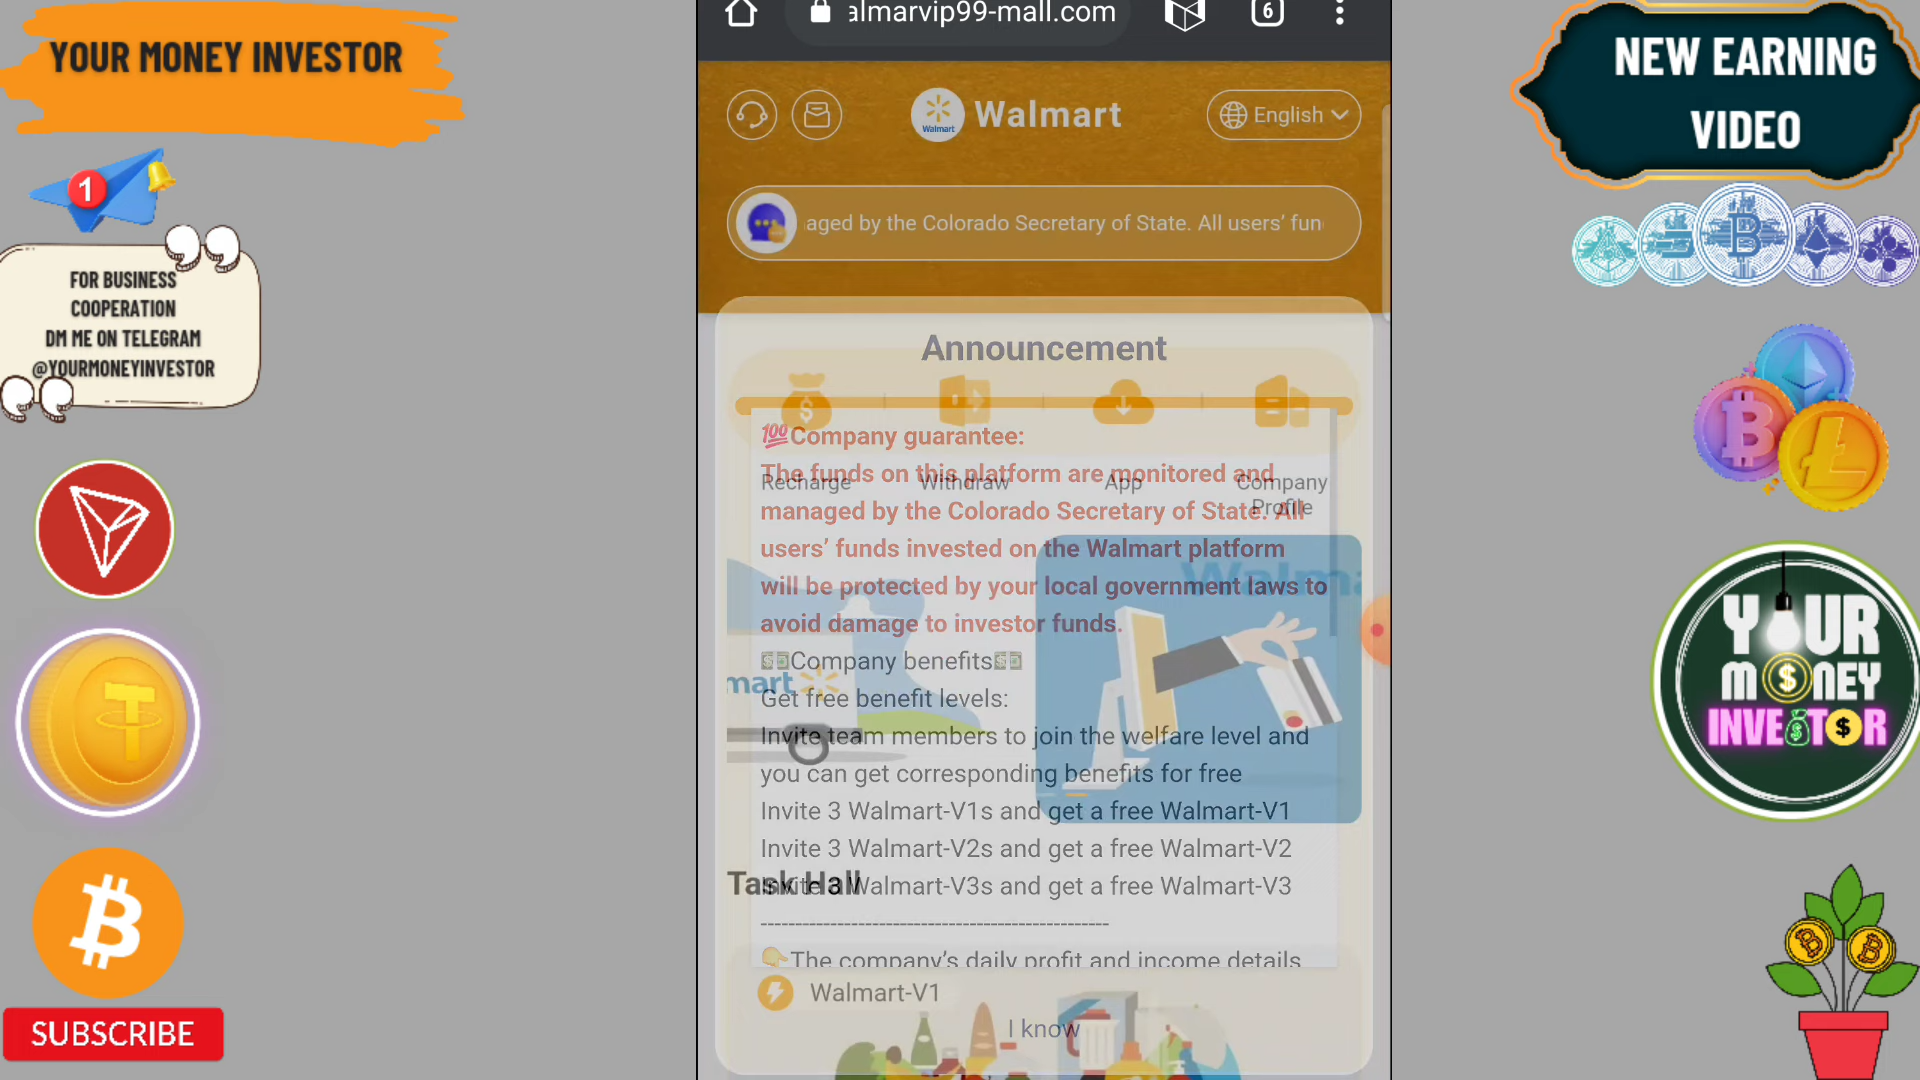 YOUR MONEY INVESTOR
1
FOR BUSINESS
COOPERATION
DM ME ON TELEGRAM
@YOURMONEYINVESTOR
SUBSCRIBE
almarvip99-mall.com
6
Walmart
Walmart
English
aged by the Colorado Secretary of State. All users’ fun
Announcement
💯Company guarantee:
The funds on this platform are monitored and
managed by the Colorado Secretary of State. All
users’ funds invested on the Walmart platform
will be protected by your local government laws to
avoid damage to investor funds.
💵Company benefits💵
Get free benefit levels:
Invite team members to join the welfare level and
you can get corresponding benefits for free
Invite 3 Walmart-V1s and get a free Walmart-V1
Invite 3 Walmart-V2s and get a free Walmart-V2
Invite 3 Walmart-V3s and get a free Walmart-V3
------------------------------------------------
👇The company’s daily profit and income details
Recharge
Withdraw
App
Company
Profile
Walma
mart
Task Hall
Walmart-V1
I know
NEW EARNING
VIDEO
YOUR
MONEY
INVESTOR